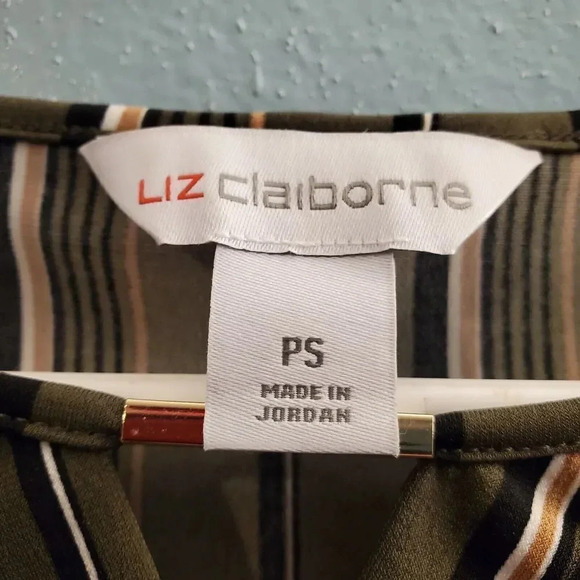 LIZ claiborne
PS
MADE IN
JORDAN